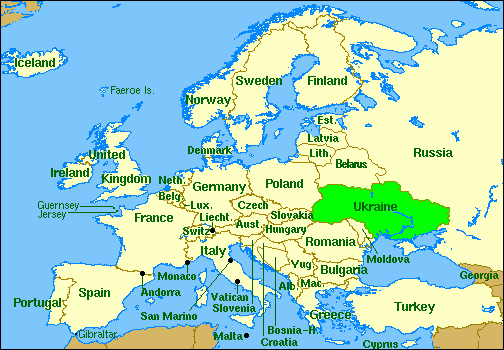 Iceland
Faeroe Is.
Sweden
Finland
Norway
Est.
Latvia
Lith
Denmark
Russia
Belarus
United
Kingdom
Ireland
Neth.
Belg.
Germany
Poland
Lux.
Czech
Slovakia
Ukraine
Guernsey
Jersey
France
Liecht.
Switz
Aust.
Hungary
Romania
Moldova
Italy
Yug
Bulgaria
Georgia
Monaco
Andorra
Portugal
Spain
San Marino
Vatican
Slovenia
Alb
Mac.
Turkey
Greece
Gibraltar
Malta
Bosnia-H.
Croatia
Cyprus